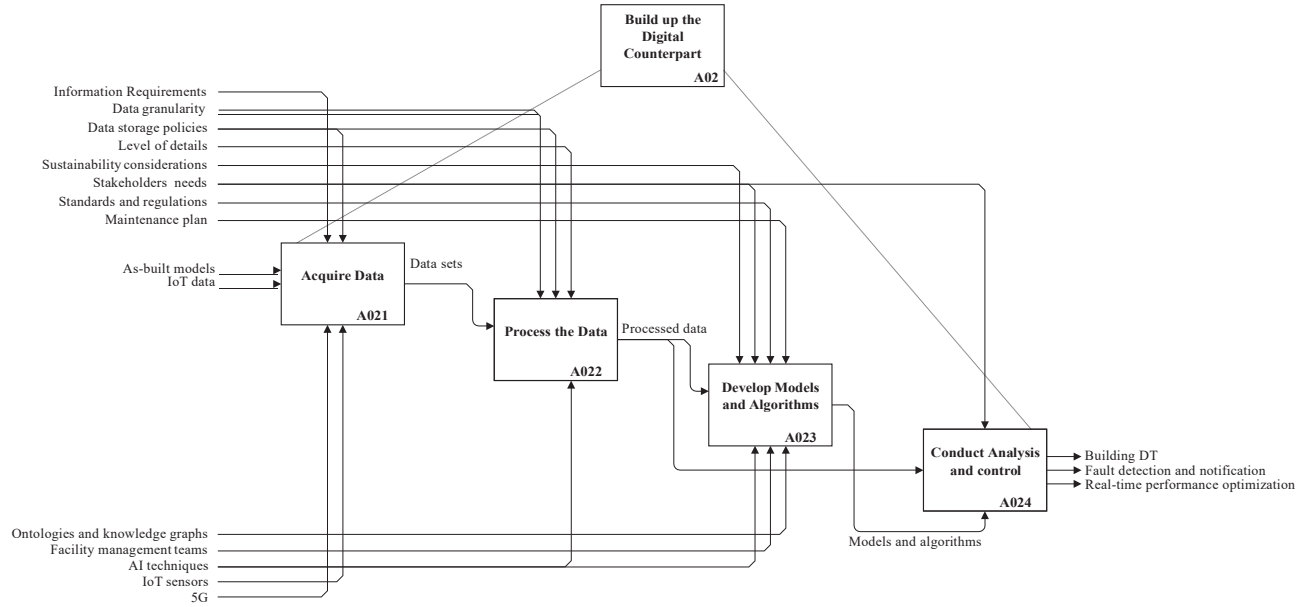 Build up the
Digital
Counterpart
A02
Information Requirements
Data granularity
Data storage policies
Level of details
Sustainability considerations
Stakeholders needs
Standards and regulations
Maintenance plan
As-built models
IoT data
Acquire Data
A021
Data sets
Process the Data
A022
Processed data
Develop Models
and Algorithms
A023
Conduct Analysis
and control
A024
Building DT
Fault detection and notification
Real-time performance optimization
Models and algorithms
Ontologies and knowledge graphs
Facility management teams
AI techniques
IoT sensors
5G